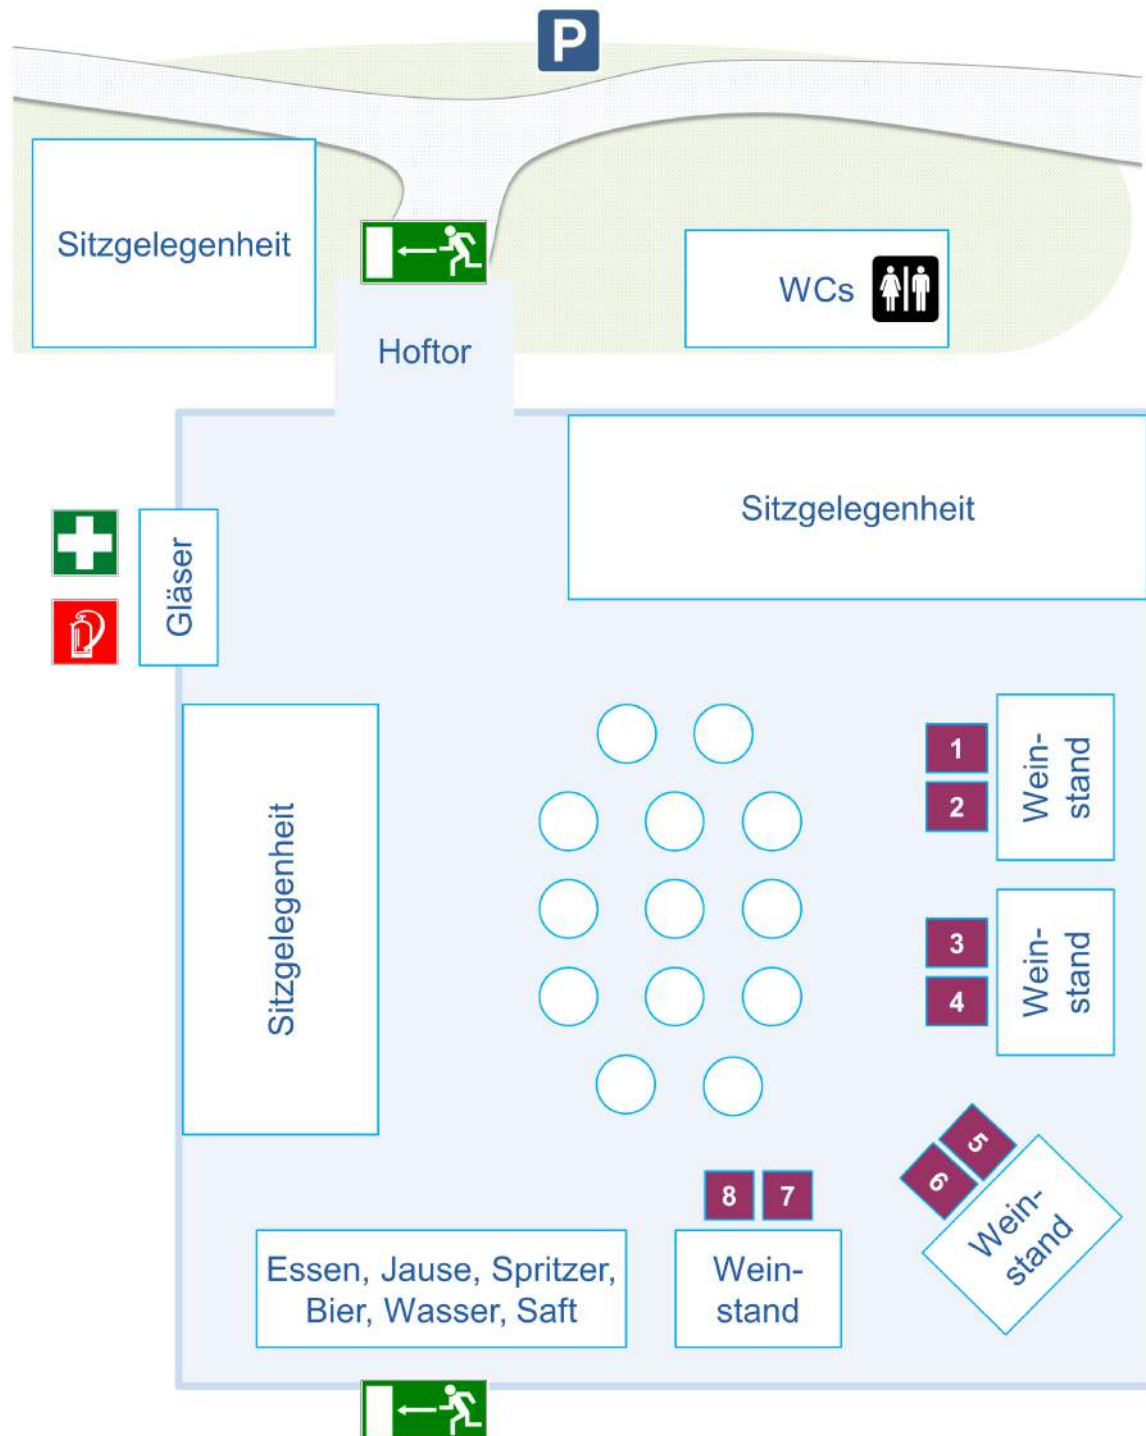 P
Sitzgelegenheit
WCs
Hoftor
Sitzgelegenheit
Gläser
Sitzgelegenheit
1
2
Wein-
stand
3
4
Wein-
stand
5
6
Wein-
stand
8
7
Wein-
stand
Essen, Jause, Spritzer,
Bier, Wasser, Saft